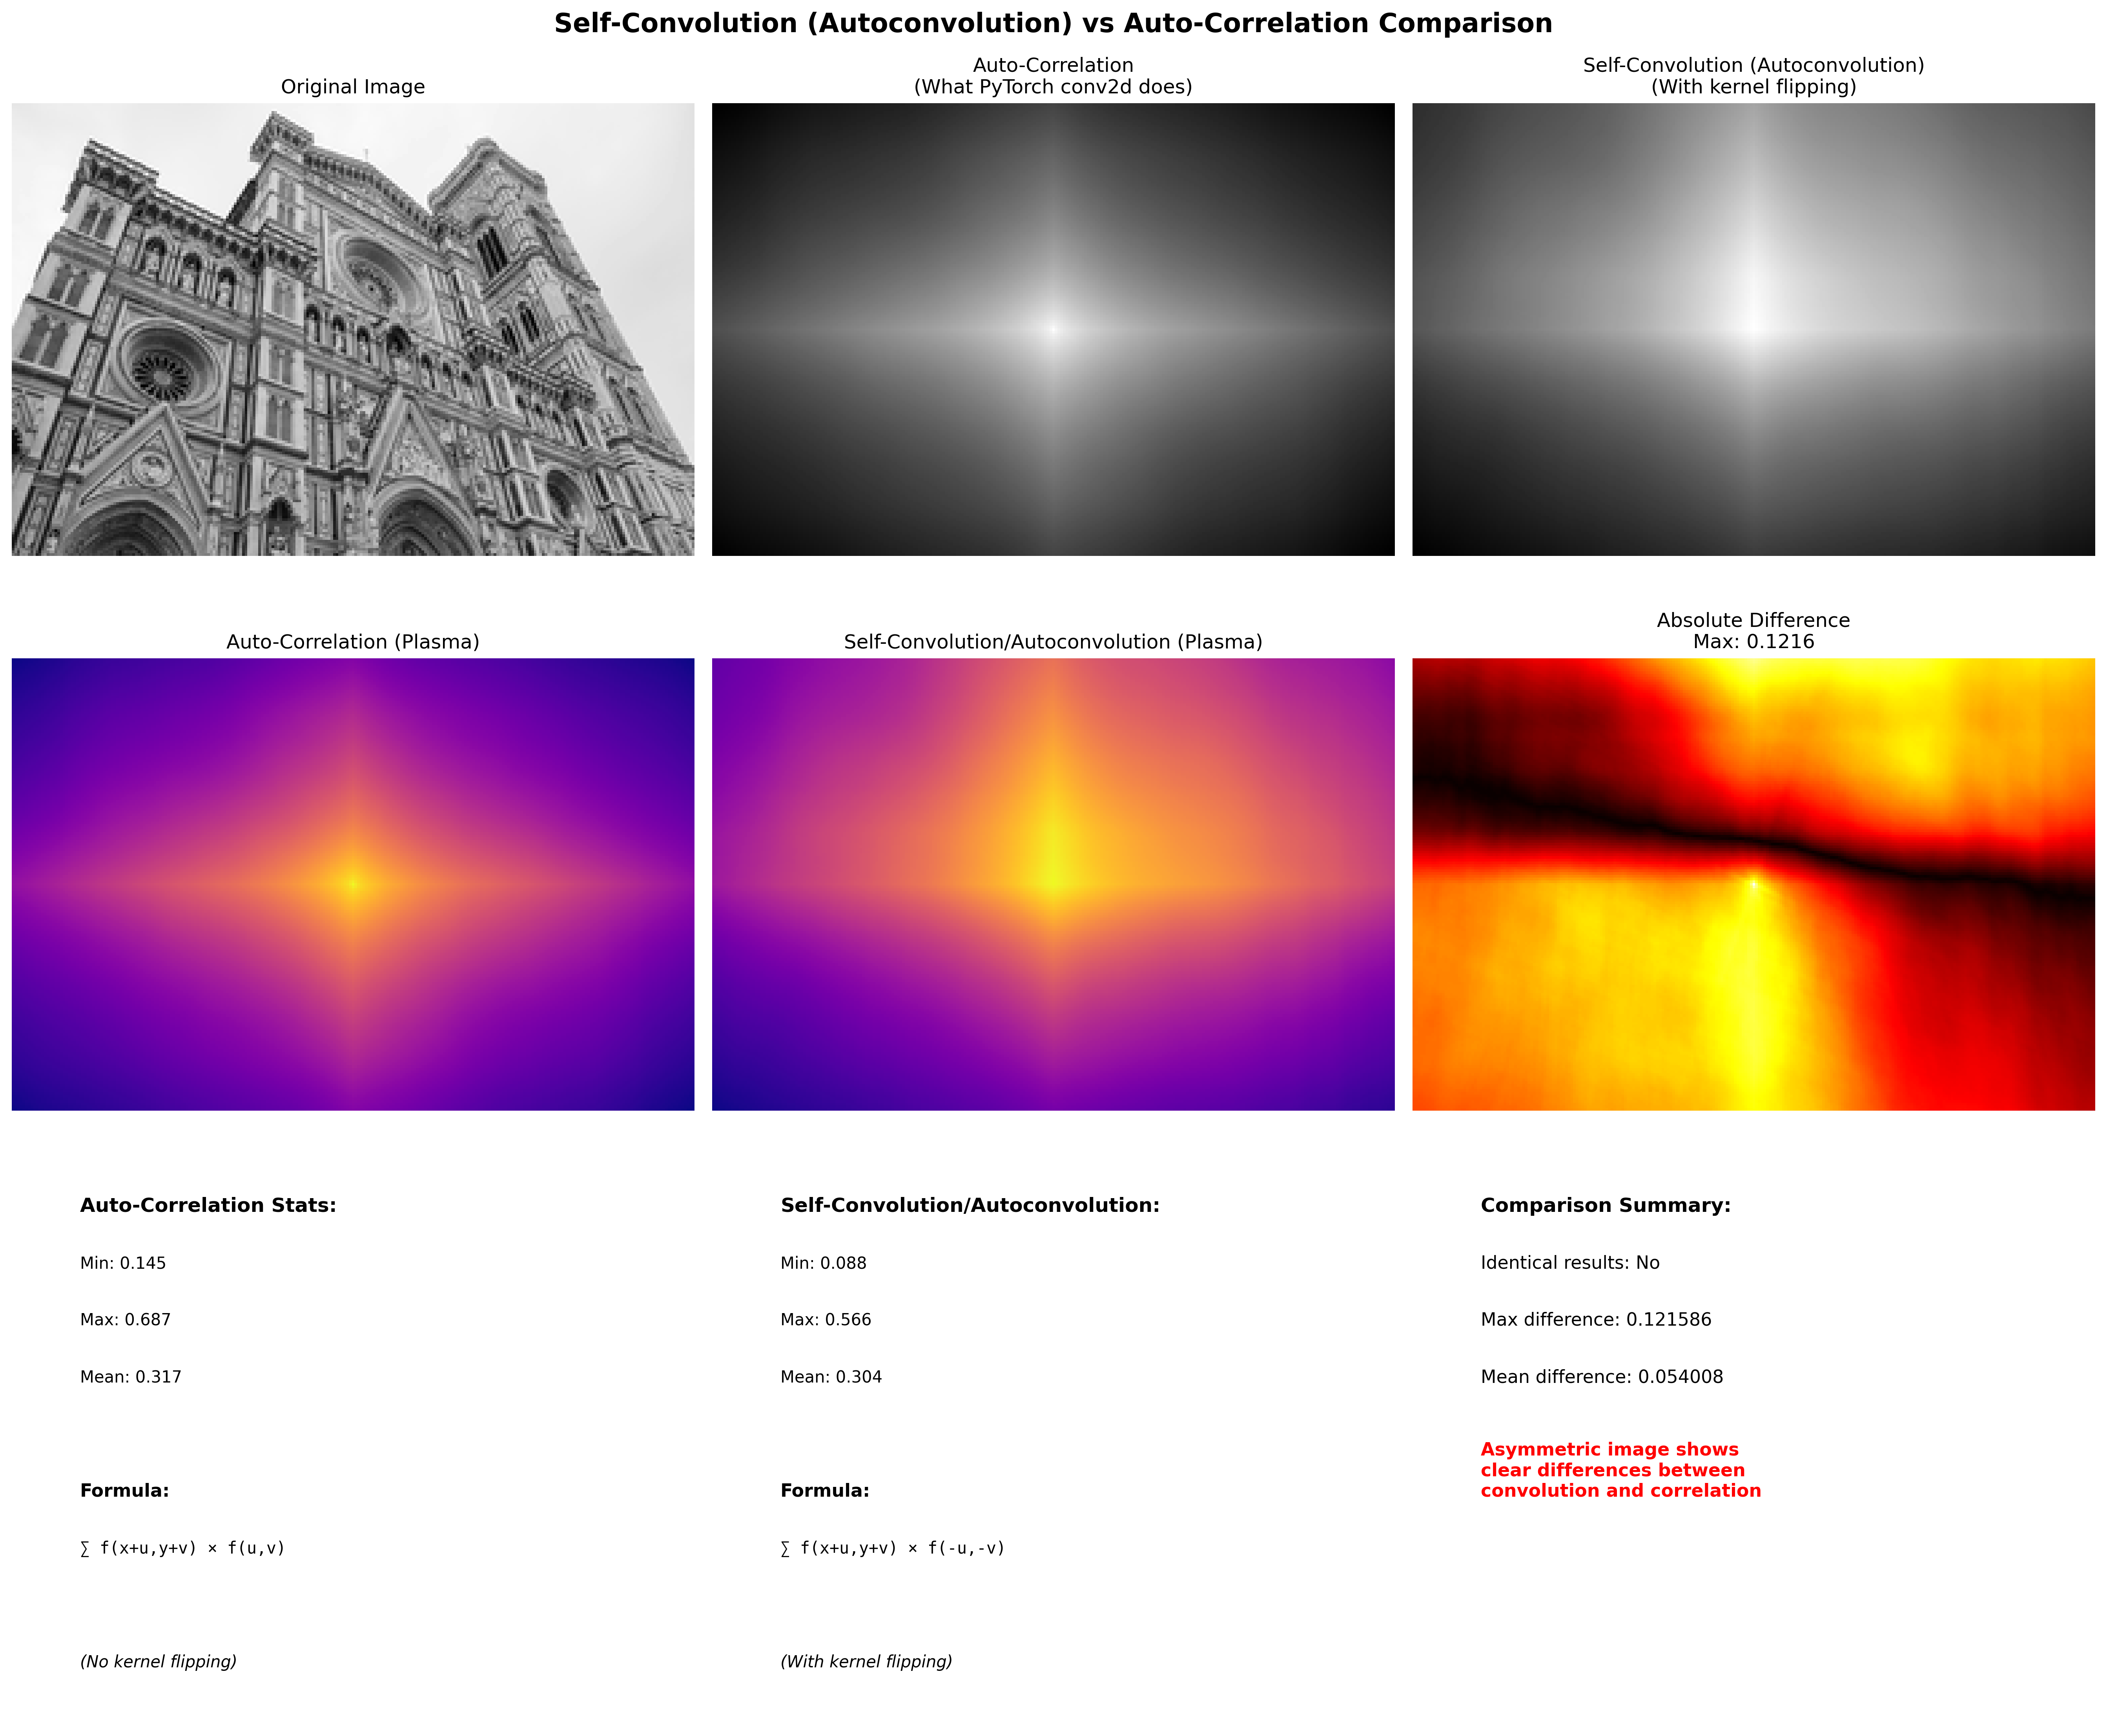 Self-Convolution (Autoconvolution) vs Auto-Correlation Comparison
Original Image
Auto-Correlation
(What PyTorch conv2d does)
Self-Convolution (Autoconvolution)
(With kernel flipping)
Auto-Correlation (Plasma)
Self-Convolution/Autoconvolution (Plasma)
Absolute Difference
Max: 0.1216
Auto-Correlation Stats:
Min: 0.145
Max: 0.687
Mean: 0.317
Formula:
∑ f(x+u,y+v) × f(u,v)
(No kernel flipping)
Self-Convolution/Autoconvolution:
Min: 0.088
Max: 0.566
Mean: 0.304
Formula:
∑ f(x+u,y+v) × f(-u,-v)
(With kernel flipping)
Comparison Summary:
Identical results: No
Max difference: 0.121586
Mean difference: 0.054008
Asymmetric image shows
clear differences between
convolution and correlation